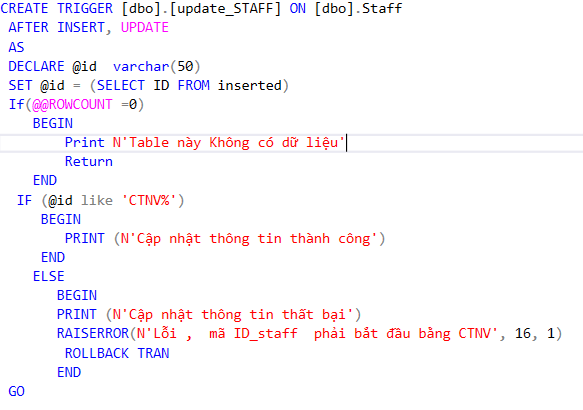 CREATE TRIGGER [dbo].[update_STAFF] ON [dbo].Staff
AFTER INSERT, UPDATE
AS
DECLARE @id  varchar(50)
SET @id = (SELECT ID FROM inserted)
If(@@ROWCOUNT =0)
BEGIN
Print N'Table này Không có dữ liệu'
Return
END
IF (@id like 'CTNV%')
BEGIN
PRINT (N'Cập nhật thông tin thành công')
END
ELSE
BEGIN
PRINT (N'Cập nhật thông tin thất bại')
RAISERROR(N'Lỗi ,  mã ID_staff  phải bắt đầu bằng CTNV', 16, 1)
ROLLBACK TRAN
END
GO